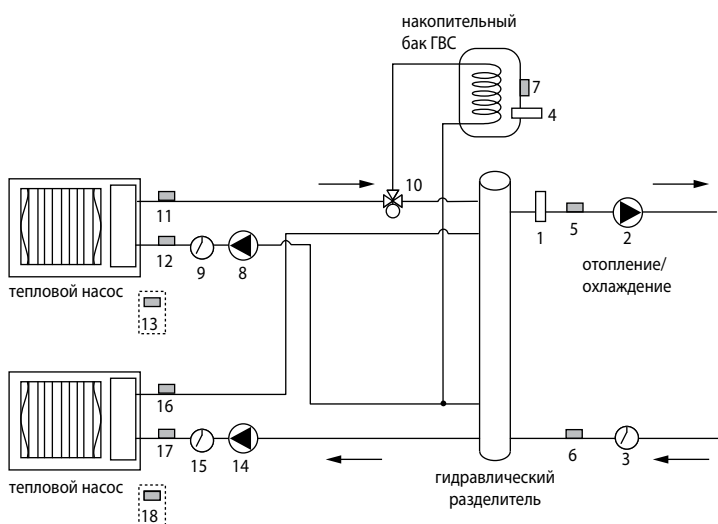 накопительный
бак ГВС
7
4
10
11
1
5
2
12
9
8
отопление/
охлаждение
тепловой насос
13
16
17
15
14
6
3
гидравлический
разделитель
тепловой насос
18